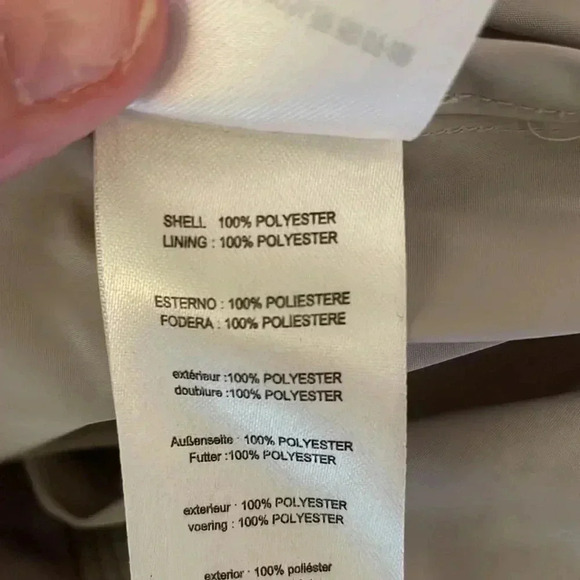 SHELL 100% POLYESTER
LINING : 100% POLYESTER
ESTERNO : 100% POLIESTERE
FODERA : 100% POLIESTERE
extérieur :100% POLYESTER
doublure :100% POLYESTER
Außenseite : 100% POLYESTER
Futter :100% POLYESTER
exterieur : 100% POLYESTER
voering : 100% POLYESTER
exterior : 100% poliéster